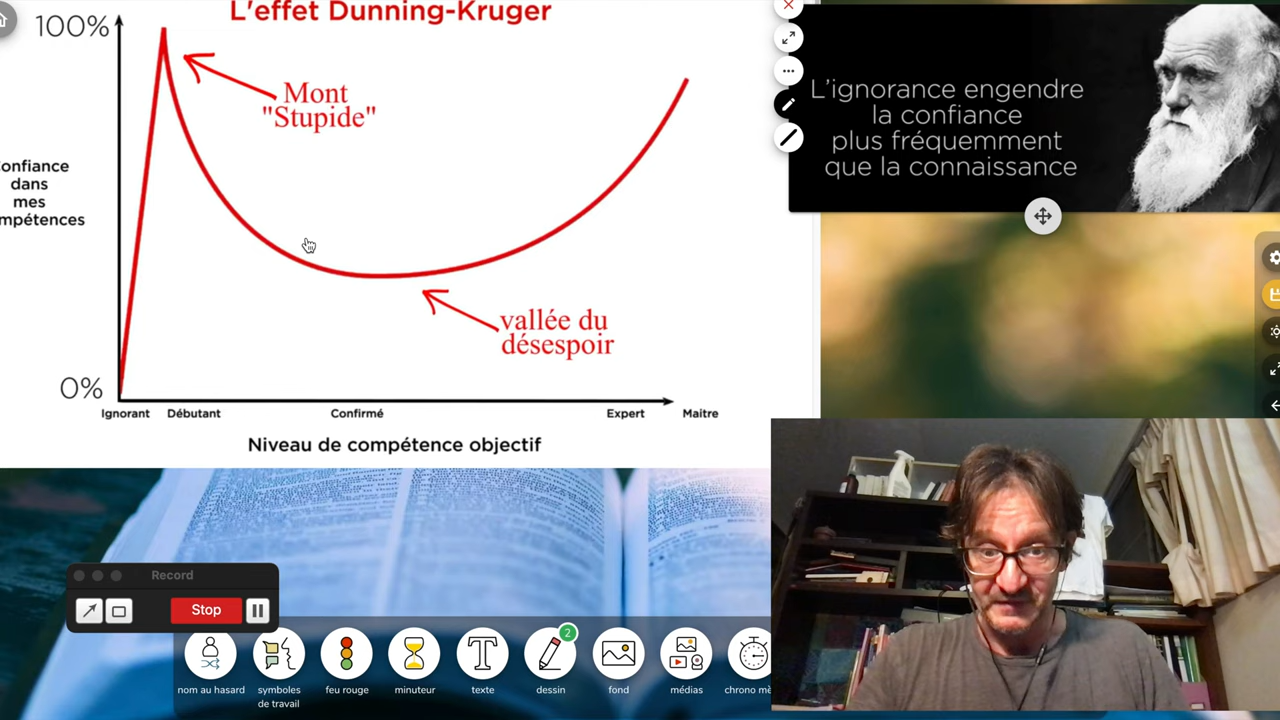 L'effet Dunning-Kruger
100%
Mont
"Stupide"
onfiance
dans
mes
mpétences
vallée du
désespoir
0%
Ignorant Débutant Confirmé Expert Maitre
Niveau de compétence objectif
L'ignorance engendre
la confiance
plus fréquemment
que la connaissance
Record
Stop
2
T
nom au hasard
symboles
de travail
feu rouge
minuteur
texte
dessin
fond
médias
chrono mè